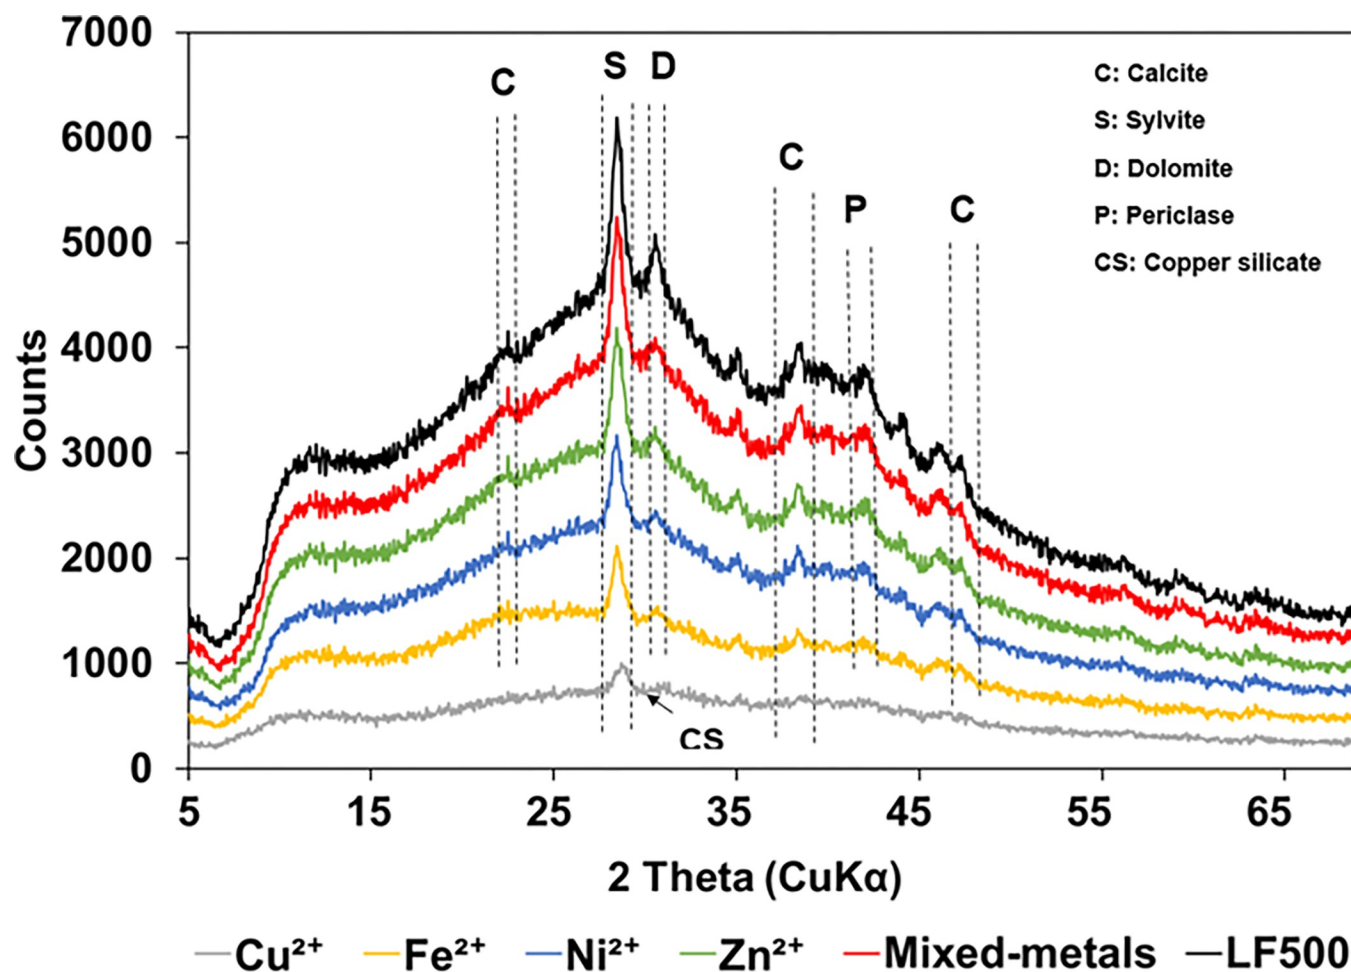 7000
6000
5000
4000
3000
2000
1000
0
Counts
C
S
D
C
P
C
C: Calcite
S: Sylvite
D: Dolomite
P: Periclase
CS: Copper silicate
CS
5 15 25 35 45 55 65
2 Theta (CuKα)
Cu²⁺ Fe²⁺ Ni²⁺ Zn²⁺ Mixed-metals LF500